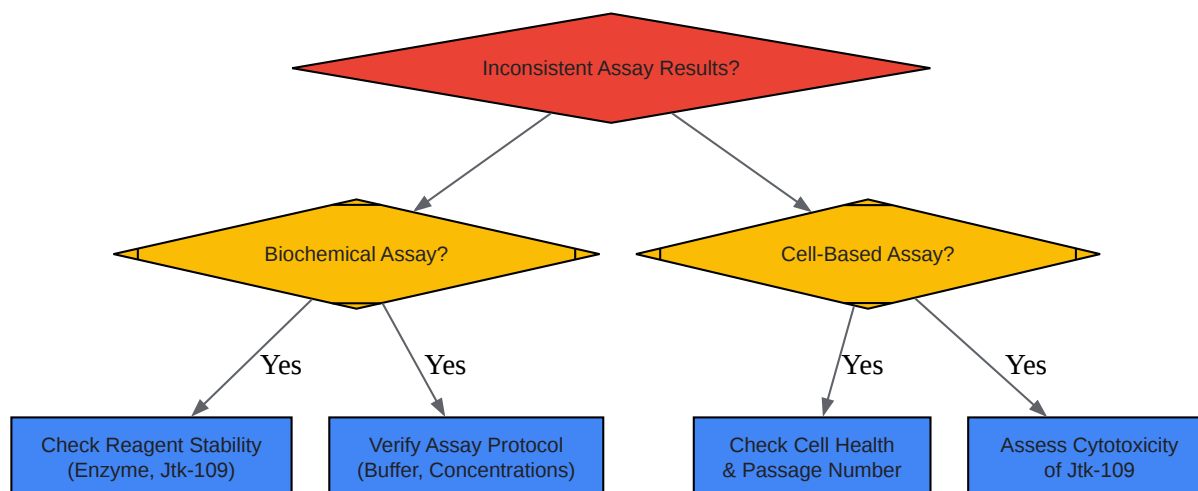 Inconsistent Assay Results?
Biochemical Assay?
Cell-Based Assay?
Yes
Yes
Yes
Yes
Check Reagent Stability
(Enzyme, Jtk-109)
Verify Assay Protocol
(Buffer, Concentrations)
Check Cell Health
& Passage Number
Assess Cytotoxicity
of Jtk-109